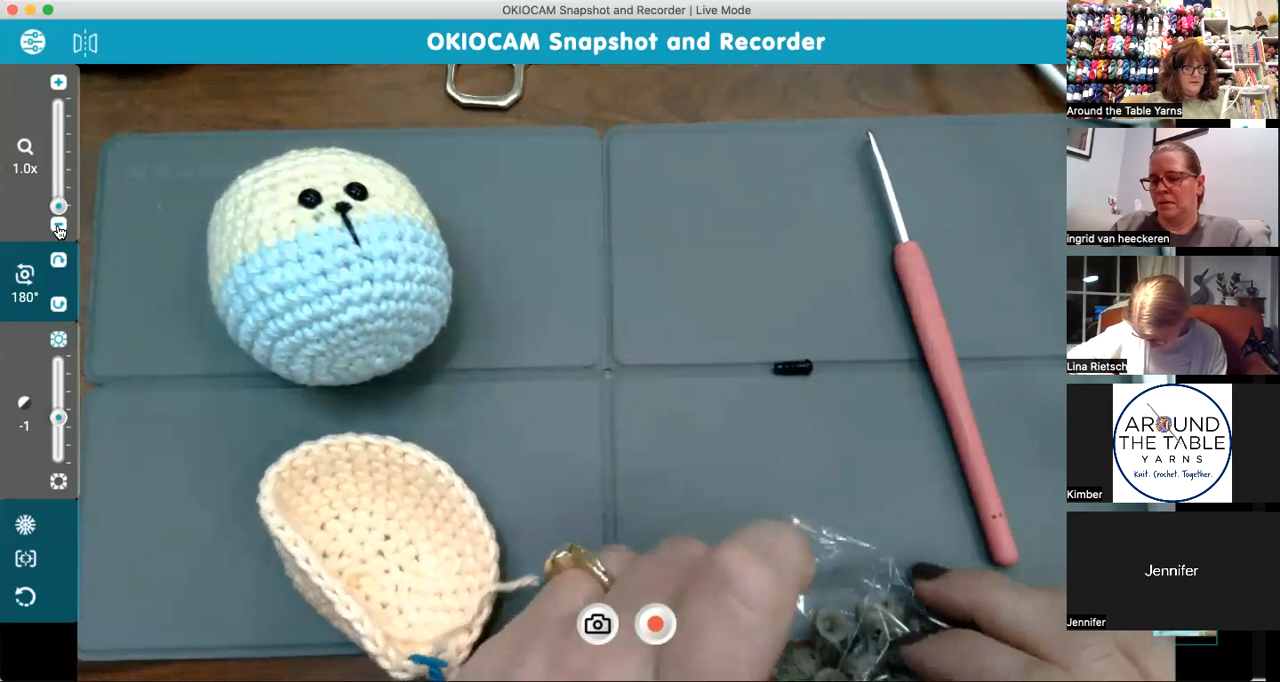 OKIOCAM Snapshot and Recorder | Live Mode
OKIOCAM Snapshot and Recorder
1.0x
180°
-1
Around the Table Yarns
ingrid van heeckeren
Lina Rietsch
AROUND
THE TABLE
YARNS
Knit. Crochet. Together.
Kimber
Jennifer
Jennifer